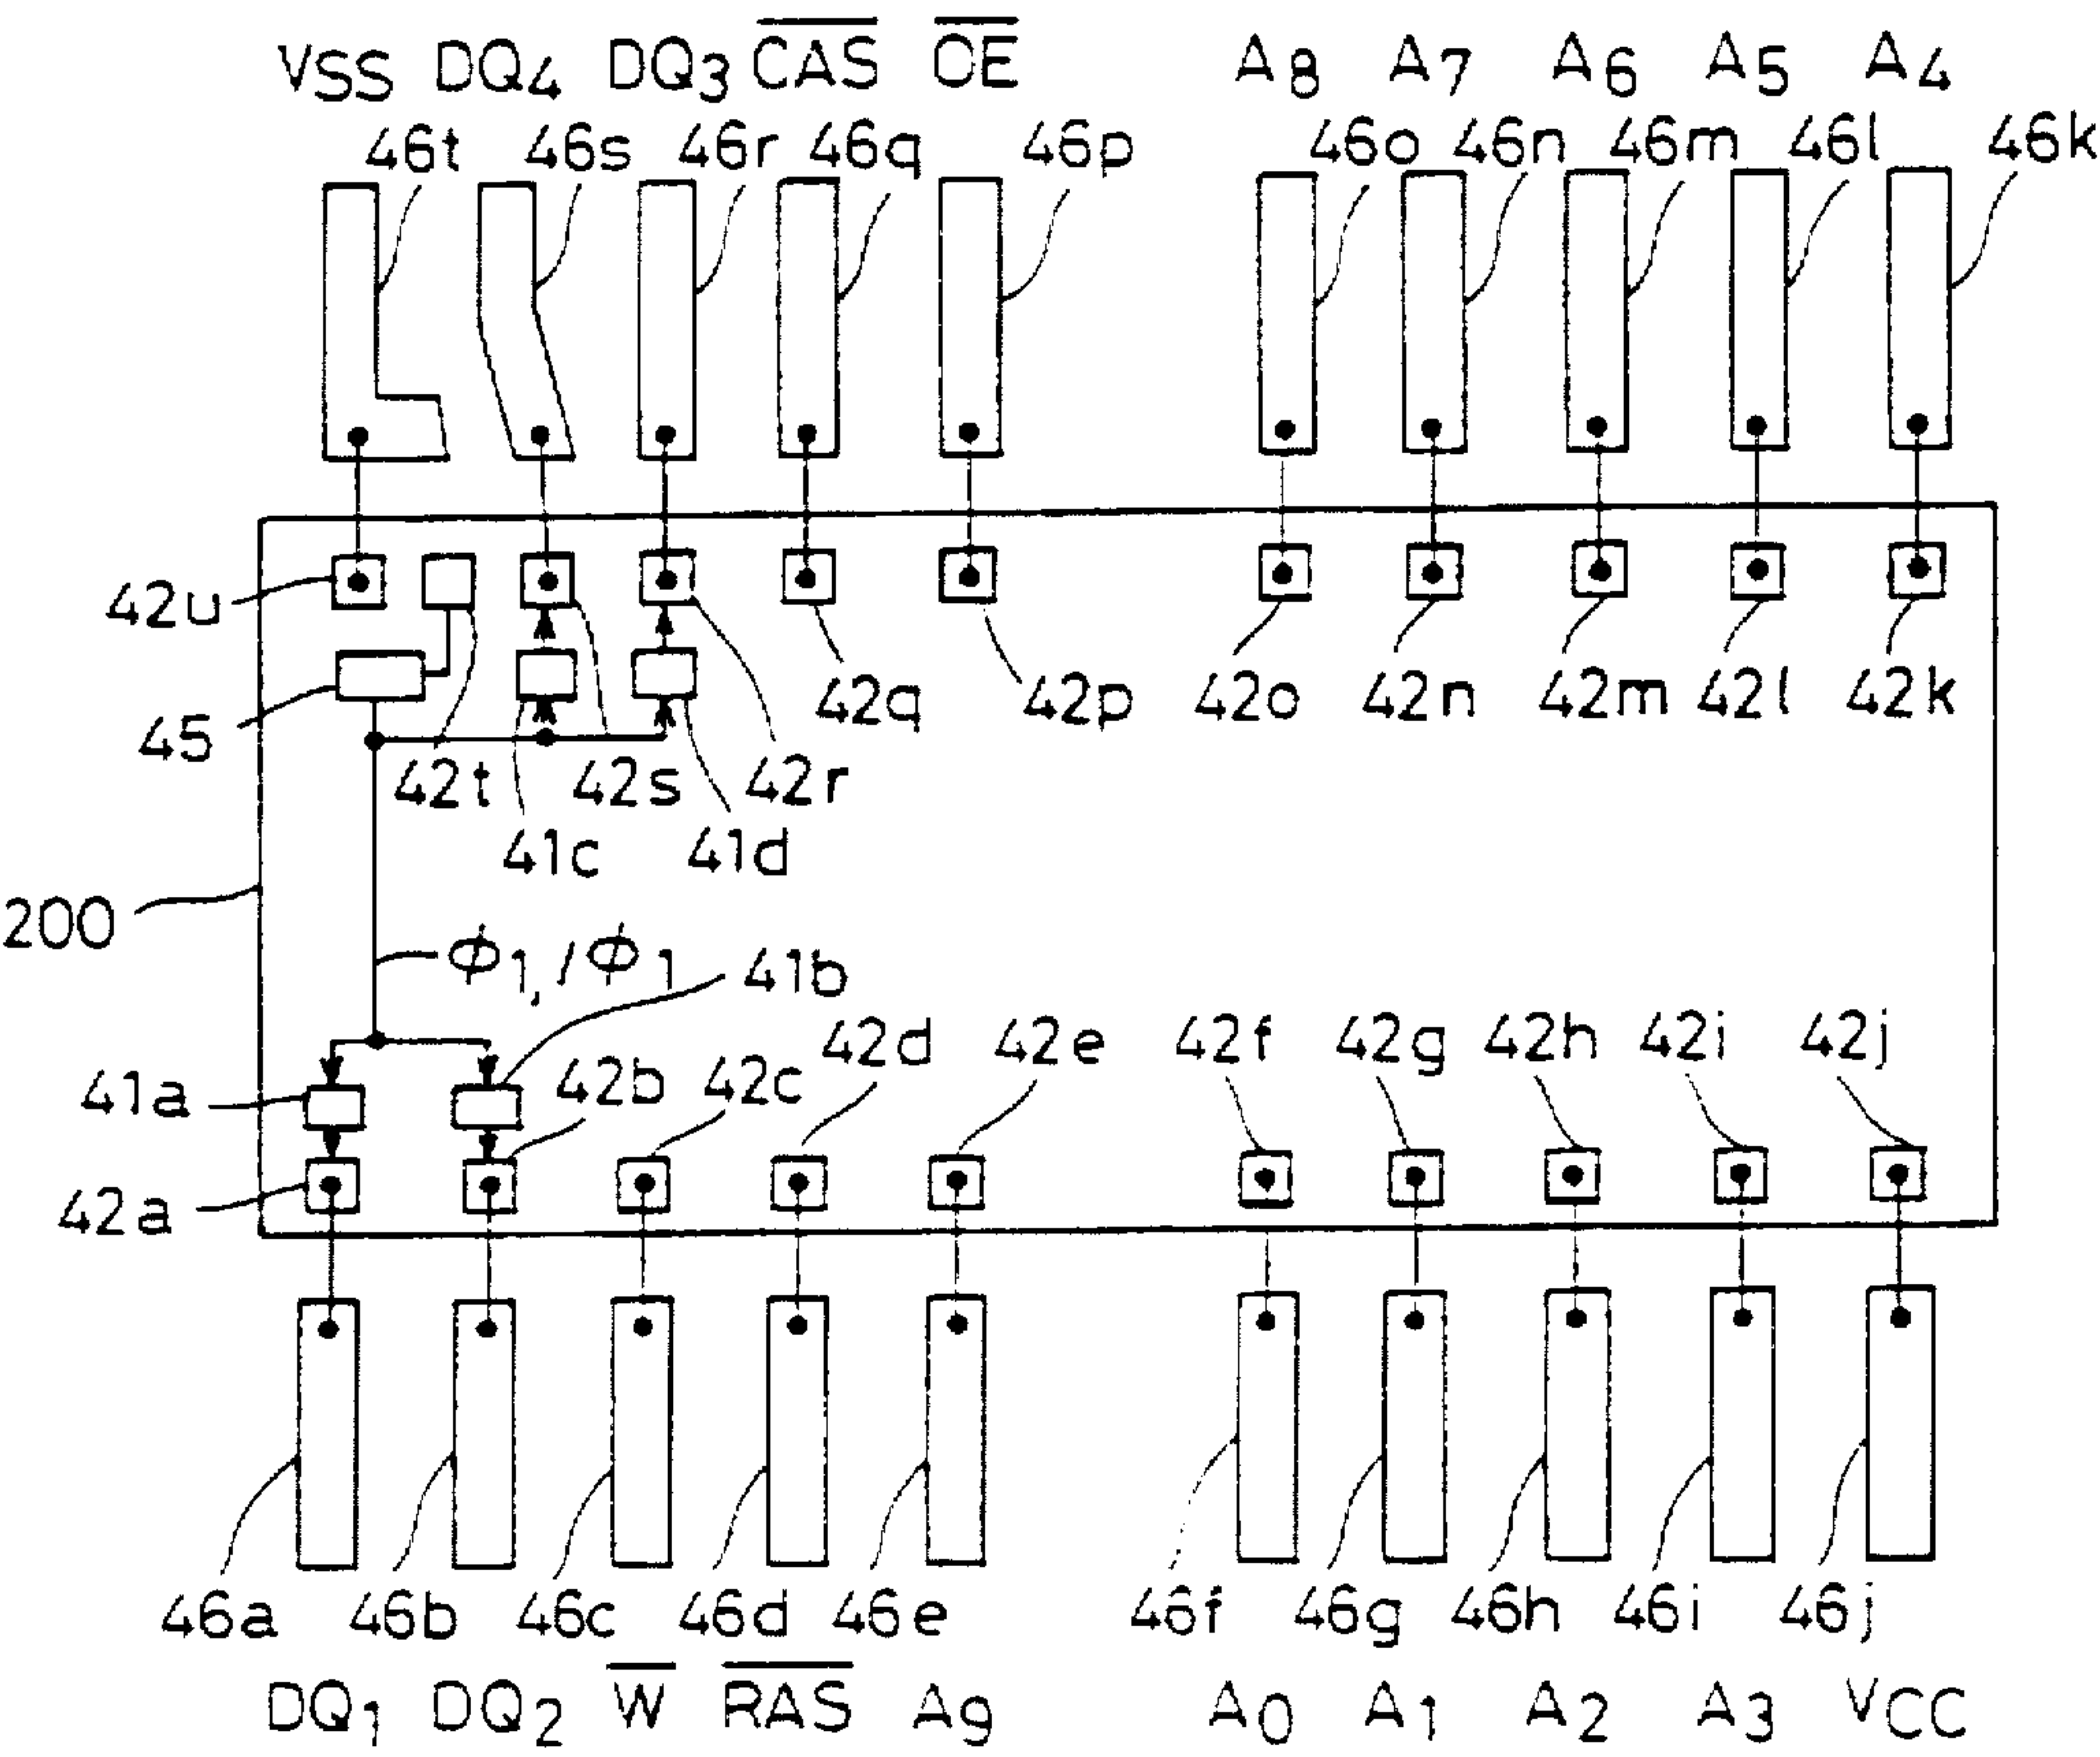 VSS DQ4 DQ3 CAS OE A8 A7 A6 A5 A4
46t 46s 46r 46q 46p 46o 46n 46m 46l 46k
42u
45
42q 42p 42o 42n 42m 42l 42k
42t 42s 42r
41c 41d
200
ϕ1, /ϕ1 41b
42d 42e 42f 42g 42h 42i 42j
41a 42b 42c
42a
46a 46b 46c 46d 46e 46f 46g 46h 46i 46j
DQ1 DQ2 W RAS A9 A0 A1 A2 A3 VCC